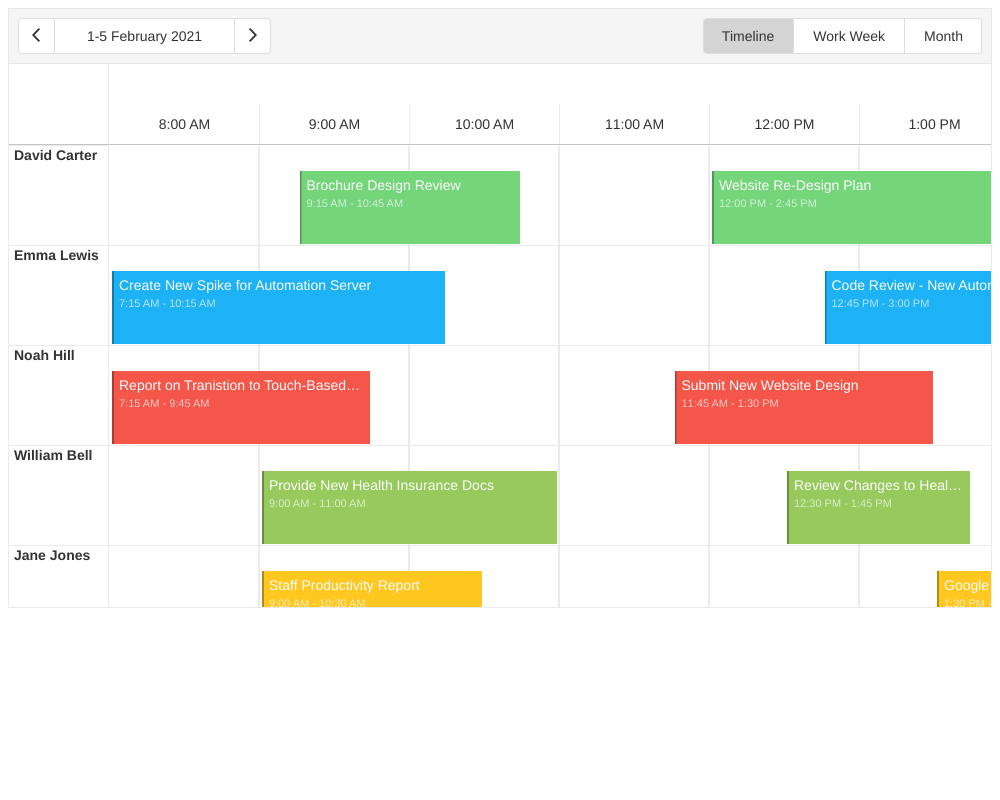 1-5 February 2021
Timeline
Work Week
Month
8:00 AM
9:00 AM
10:00 AM
11:00 AM
12:00 PM
1:00 PM
David Carter
Brochure Design Review
9:15 AM - 10:45 AM
Website Re-Design Plan
12:00 PM - 2:45 PM
Emma Lewis
Create New Spike for Automation Server
7:15 AM - 10:15 AM
Code Review - New Autor
12:45 PM - 3:00 PM
Noah Hill
Report on Tranistion to Touch-Based…
7:15 AM - 9:45 AM
Submit New Website Design
11:45 AM - 1:30 PM
William Bell
Provide New Health Insurance Docs
9:00 AM - 11:00 AM
Review Changes to Heal…
12:30 PM - 1:45 PM
Jane Jones
Staff Productivity Report
9:00 AM - 10:30 AM
Google
1:30 PM -